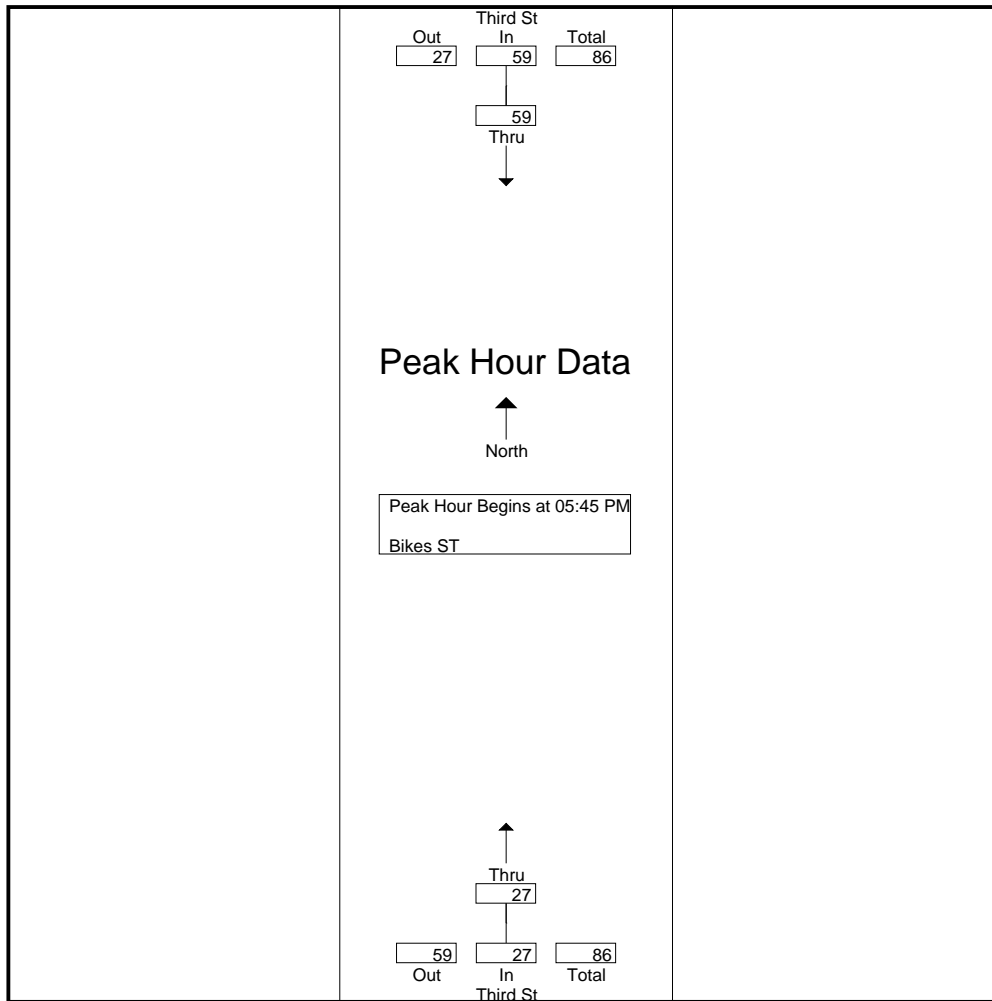 Third St
Out In Total
27 59 86
59
Thru
Peak Hour Data
North
Peak Hour Begins at 05:45 PM
Bikes ST
Thru
27
59 27 86
Out In Total
Third St